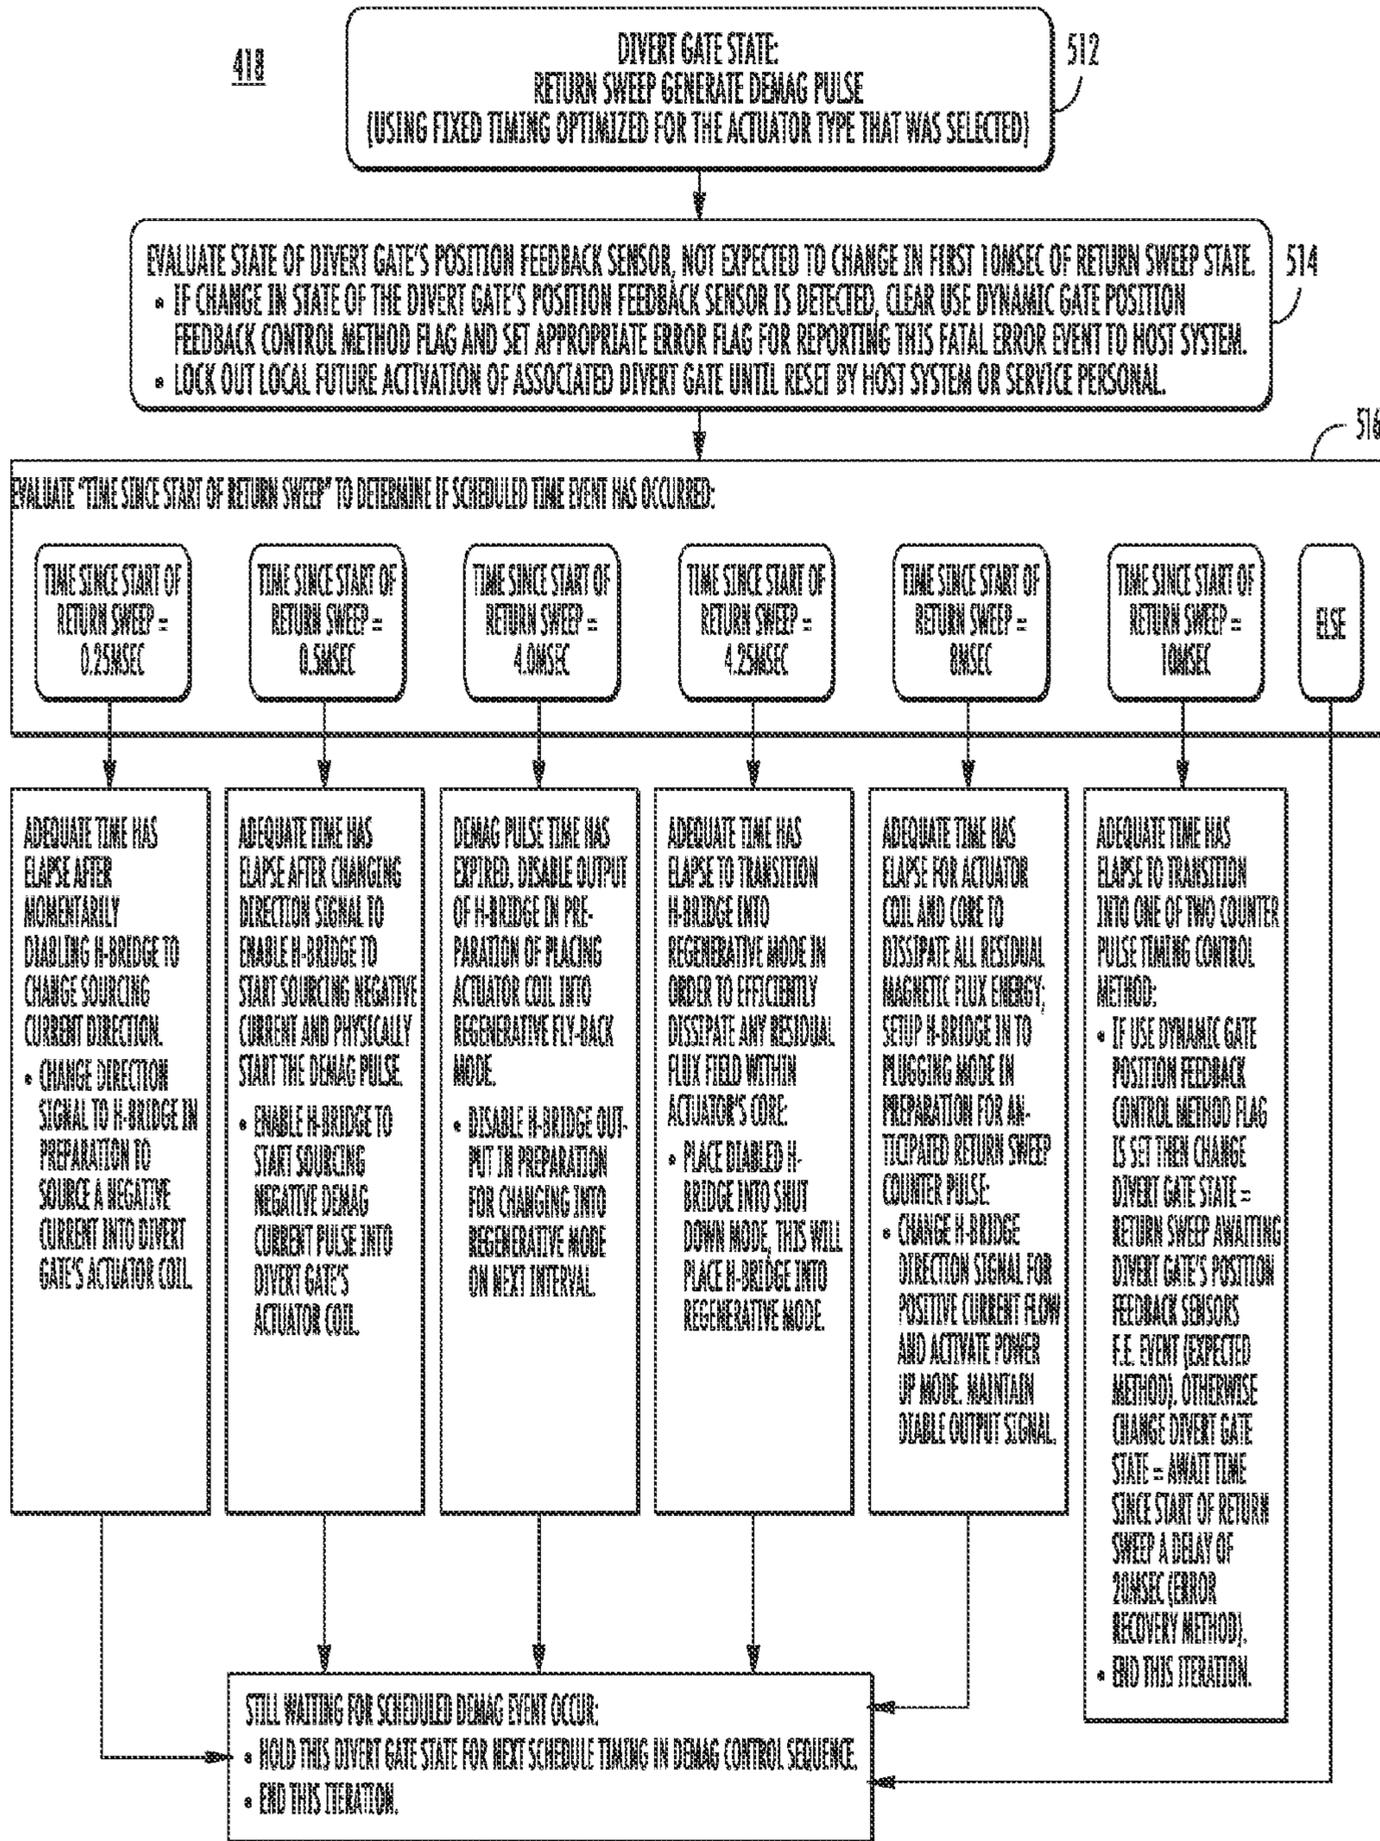 418
DIVERT GATE STATE:
RETURN SWEEP GENERATE DEMAG PULSE
(USING FIXED TIMING OPTIMIZED FOR THE ACTUATOR TYPE THAT WAS SELECTED)
512
EVALUATE STATE OF DIVERT GATE'S POSITION FEEDBACK SENSOR, NOT EXPECTED TO CHANGE IN FIRST 10MSEC OF RETURN SWEEP STATE.
• IF CHANGE IN STATE OF THE DIVERT GATE'S POSITION FEEDBACK SENSOR IS DETECTED, CLEAR USE DYNAMIC GATE POSITION
FEEDBACK CONTROL METHOD FLAG AND SET APPROPRIATE ERROR FLAG FOR REPORTING THIS FATAL ERROR EVENT TO HOST SYSTEM.
• LOCK OUT LOCAL FUTURE ACTIVATION OF ASSOCIATED DIVERT GATE UNTIL RESET BY HOST SYSTEM OR SERVICE PERSONAL.
514
516
EVALUATE "TIME SINCE START OF RETURN SWEEP" TO DETERMINE IF SCHEDULED TIME EVENT HAS OCCURRED:
TIME SINCE START OF
RETURN SWEEP =
0.25MSEC
TIME SINCE START OF
RETURN SWEEP =
0.5MSEC
TIME SINCE START OF
RETURN SWEEP =
4.0MSEC
TIME SINCE START OF
RETURN SWEEP =
4.25MSEC
TIME SINCE START OF
RETURN SWEEP =
8MSEC
TIME SINCE START OF
RETURN SWEEP =
10MSEC
ELSE
ADEQUATE TIME HAS
ELAPSE AFTER
MOMENTARILY
DIABLING H-BRIDGE TO
CHANGE SOURCING
CURRENT DIRECTION.
• CHANGE DIRECTION
SIGNAL TO H-BRIDGE IN
PREPARATION TO
SOURCE A NEGATIVE
CURRENT INTO DIVERT
GATE'S ACTUATOR COIL.
ADEQUATE TIME HAS
ELAPSE AFTER CHANGING
DIRECTION SIGNAL TO
ENABLE H-BRIDGE TO
START SOURCING NEGATIVE
CURRENT AND PHYSICALLY
START THE DEMAG PULSE.
• ENABLE H-BRIDGE TO
START SOURCING
NEGATIVE DEMAG
CURRENT PULSE INTO
DIVERT GATE'S
ACTUATOR COIL.
DEMAG PULSE TIME HAS
EXPIRED. DISABLE OUTPUT
OF H-BRIDGE IN PRE-
PARATION OF PLACING
ACTUATOR COIL INTO
REGENERATIVE FLY-BACK
MODE.
• DISABLE H-BRIDGE OUT-
PUT IN PREPARATION
FOR CHANGING INTO
REGENERATIVE MODE
ON NEXT INTERVAL.
ADEQUATE TIME HAS
ELAPSE TO TRANSITION
H-BRIDGE INTO
REGENERATIVE MODE IN
ORDER TO EFFICIENTLY
DISSIPATE ANY RESIDUAL
FLUX FIELD WITHIN
ACTUATOR'S CORE:
• PLACE DIABLED H-
BRIDGE INTO SHUT
DOWN MODE, THIS WILL
PLACE H-BRIDGE INTO
REGENERATIVE MODE.
ADEQUATE TIME HAS
ELAPSE FOR ACTUATOR
COIL AND CORE TO
DISSIPATE ALL RESIDUAL
MAGNETIC FLUX ENERGY;
SETUP H-BRIDGE IN TO
PLUGGING MODE IN
PREPARATION FOR AN-
TICIPATED RETURN SWEEP
COUNTER PULSE:
• CHANGE H-BRIDGE
DIRECTION SIGNAL FOR
POSITIVE CURRENT FLOW
AND ACTIVATE POWER
UP MODE. MAINTAIN
DIABLE OUTPUT SIGNAL.
ADEQUATE TIME HAS
ELAPSE TO TRANSITION
INTO ONE OF TWO COUNTER
PULSE TIMING CONTROL
METHOD:
• IF USE DYNAMIC GATE
POSITION FEEDBACK
CONTROL METHOD FLAG
IS SET THEN CHANGE
DIVERT GATE STATE =
RETURN SWEEP AWAITING
DIVERT GATE'S POSITION
FEEDBACK SENSORS
F.E. EVENT (EXPECTED
METHOD), OTHERWISE
CHANGE DIVERT GATE
STATE = AWAIT TIME
SINCE START OF RETURN
SWEEP A DELAY OF
20MSEC (ERROR
RECOVERY METHOD).
• END THIS ITERATION.
STILL WAITING FOR SCHEDULED DEMAG EVENT OCCUR:
• HOLD THIS DIVERT GATE STATE FOR NEXT SCHEDULE TIMING IN DEMAG CONTROL SEQUENCE.
• END THIS ITERATION.